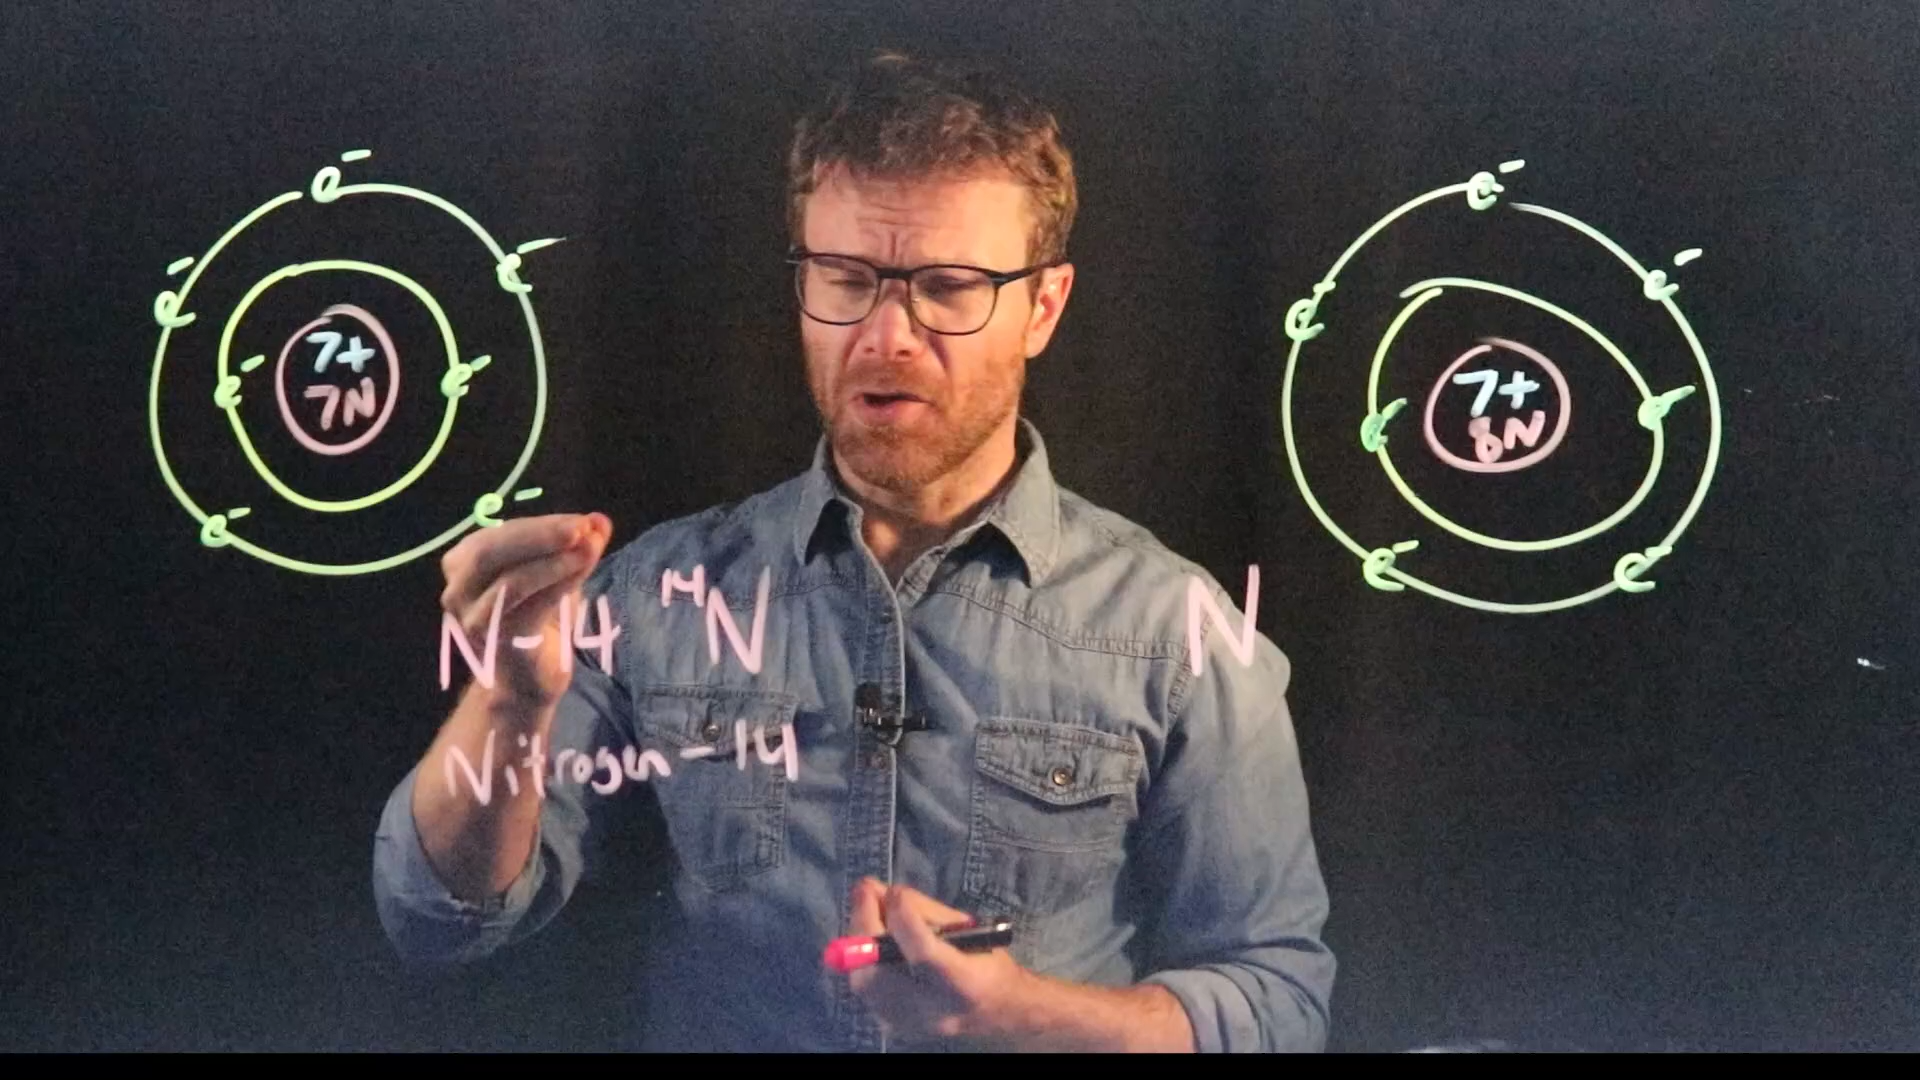 e⁻
e⁻
e⁻
e⁻
e⁻
e⁻
e⁻
7+
7N
e⁻
e⁻
e⁻
e⁻
e⁻
e⁻
e⁻
7+
8N
N-14 ¹⁴N
Nitrogen-14
N